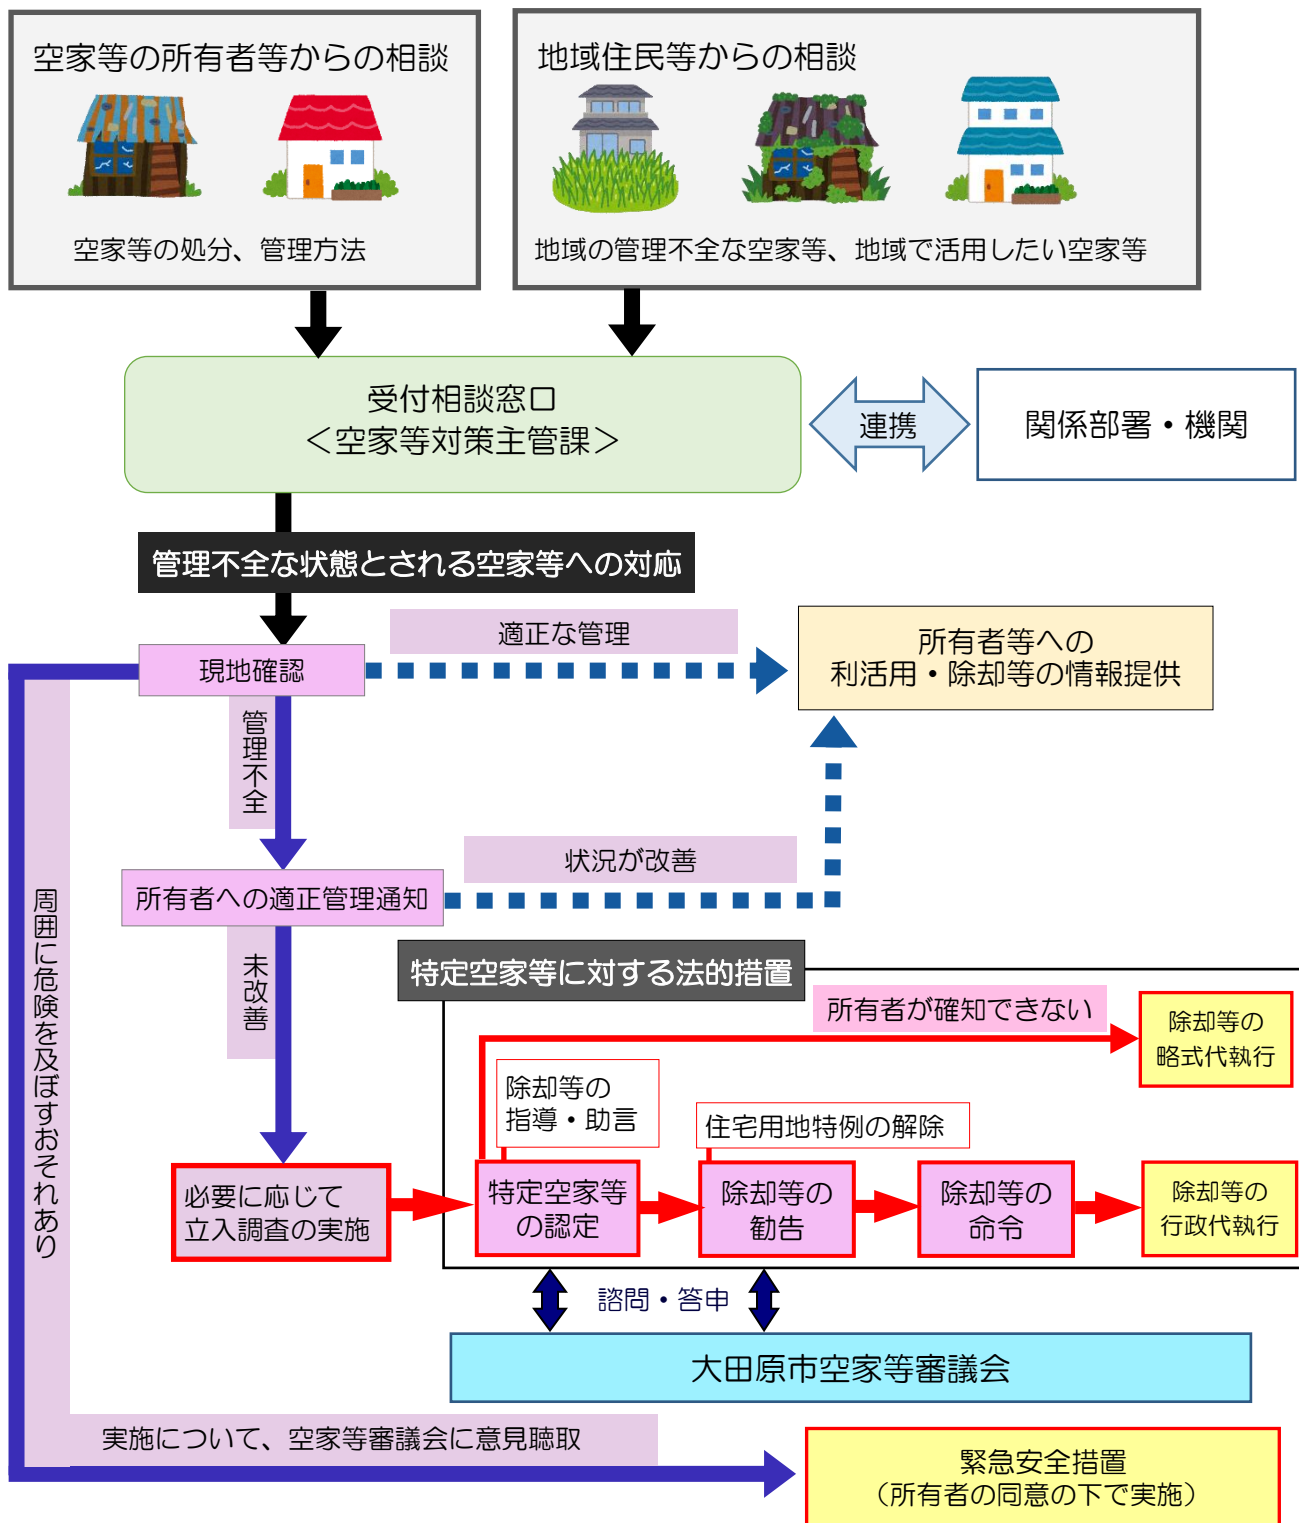 空家等の所有者等からの相談
空家等の処分、管理方法
地域住民等からの相談
地域の管理不全な空家等、地域で活用したい空家等
受付相談窓口
＜空家等対策主管課＞
連携
関係部署・機関
管理不全な状態とされる空家等への対応
現地確認
適正な管理
所有者等への
利活用・除却等の情報提供
管理不全
所有者への適正管理通知
状況が改善
未改善
周囲に危険を及ぼすおそれあり
特定空家等に対する法的措置
所有者が確知できない
除却等の
略式代執行
除却等の
指導・助言
住宅用地特例の解除
必要に応じて
立入調査の実施
特定空家等
の認定
除却等の
勧告
除却等の
命令
除却等の
行政代執行
諮問・答申
大田原市空家等審議会
実施について、空家等審議会に意見聴取
緊急安全措置
（所有者の同意の下で実施）